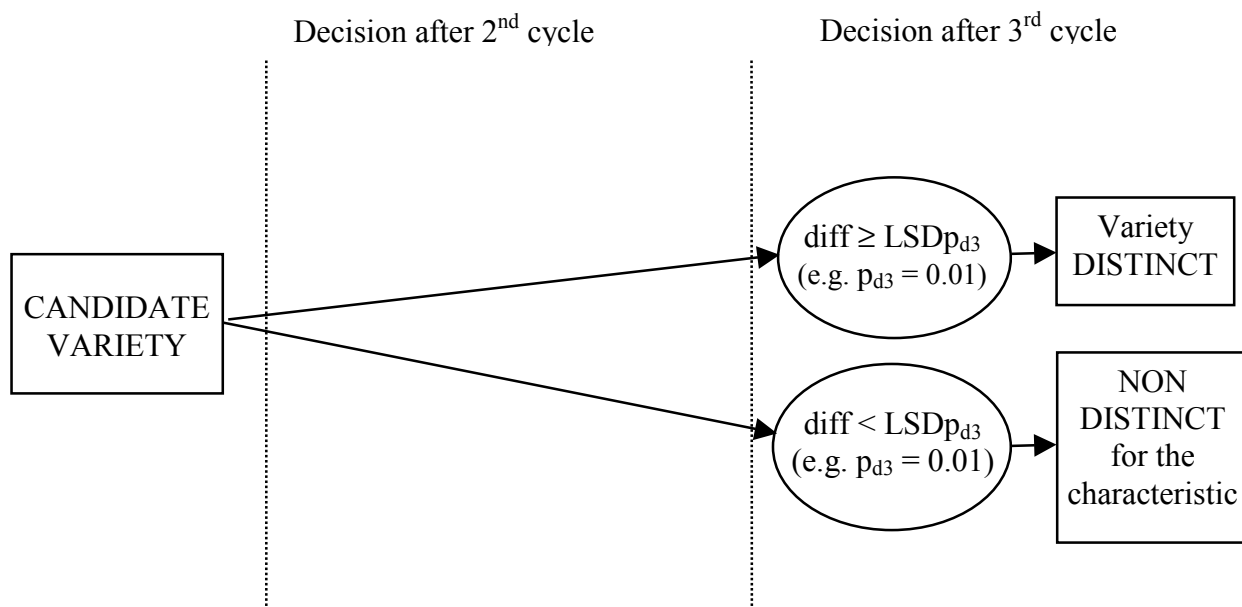 Decision after 2nd cycle
Decision after 3rd cycle
CANDIDATE
VARIETY
diff ≥ LSDpd3
(e.g. pd3 = 0.01)
Variety
DISTINCT
diff < LSDpd3
(e.g. pd3 = 0.01)
NON
DISTINCT
for the
characteristic